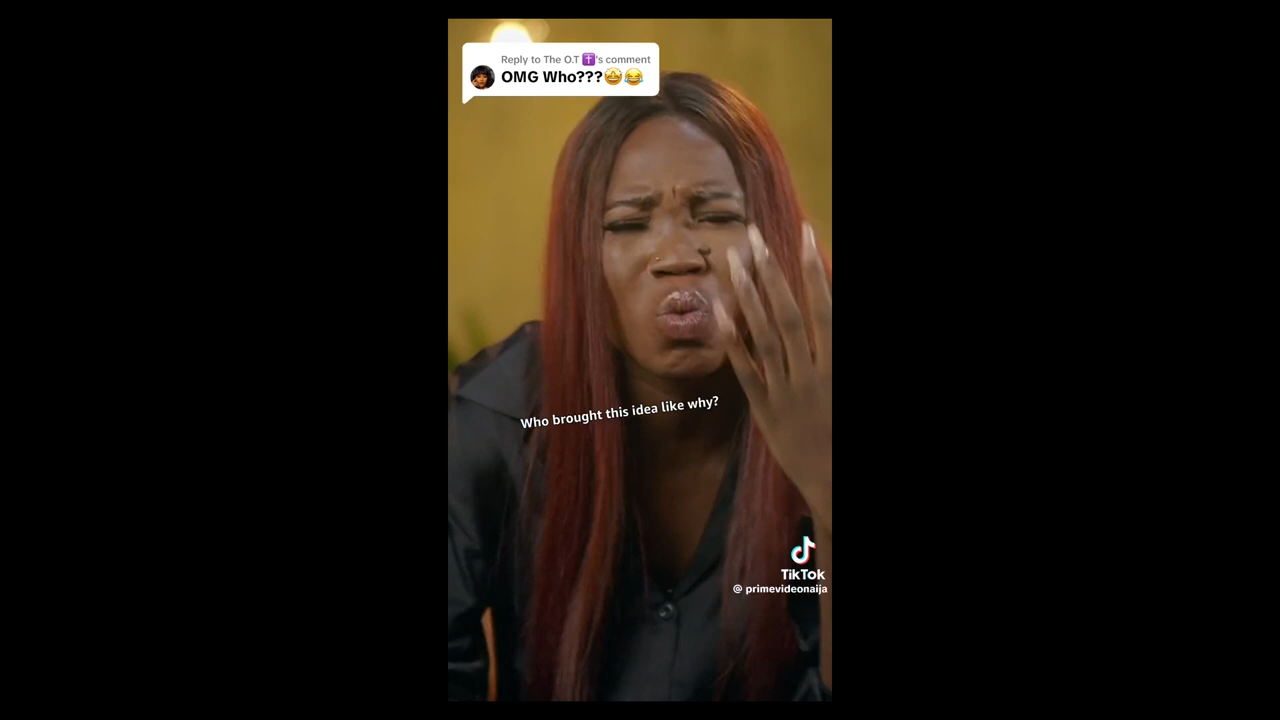 Reply to The O.T ✝️'s comment
OMG Who???🤩😂
Who brought this idea like why?
TikTok
@ primevideonaija